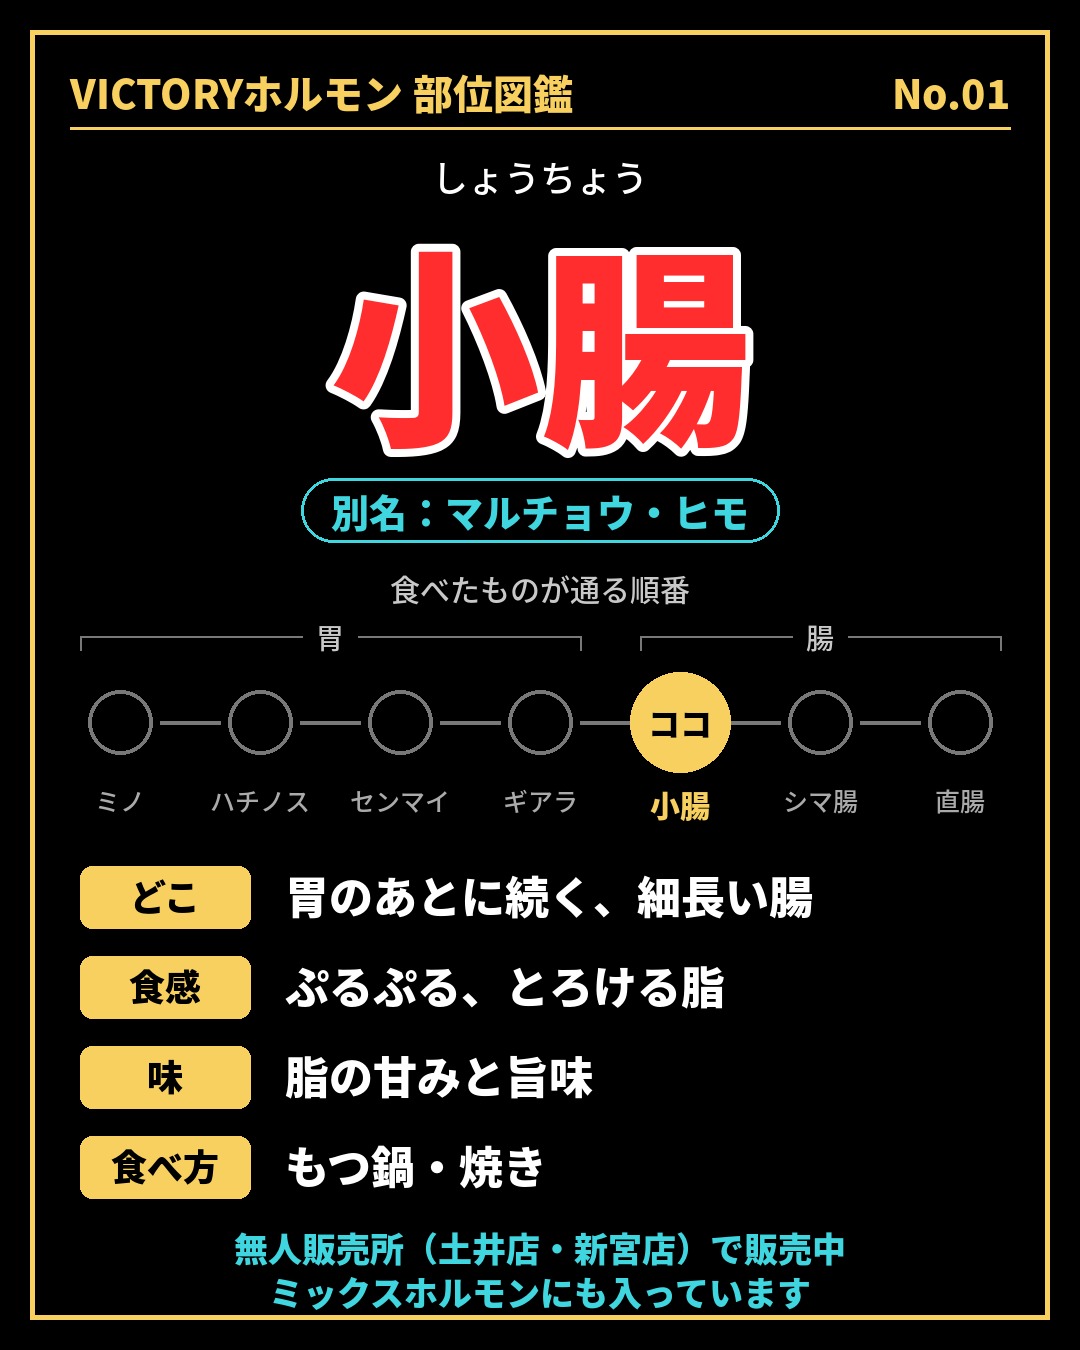 VICTORYホルモン 部位図鑑 No.01
しょうちょう
小腸
別名：マルチョウ・ヒモ
食べたものが通る順番
胃 腸
ココ
ミノ ハチノス センマイ ギアラ 小腸 シマ腸 直腸
どこ 胃のあとに続く、細長い腸
食感 ぷるぷる、とろける脂
味 脂の甘みと旨味
食べ方 もつ鍋・焼き
無人販売所（土井店・新宮店）で販売中
ミックスホルモンにも入っています